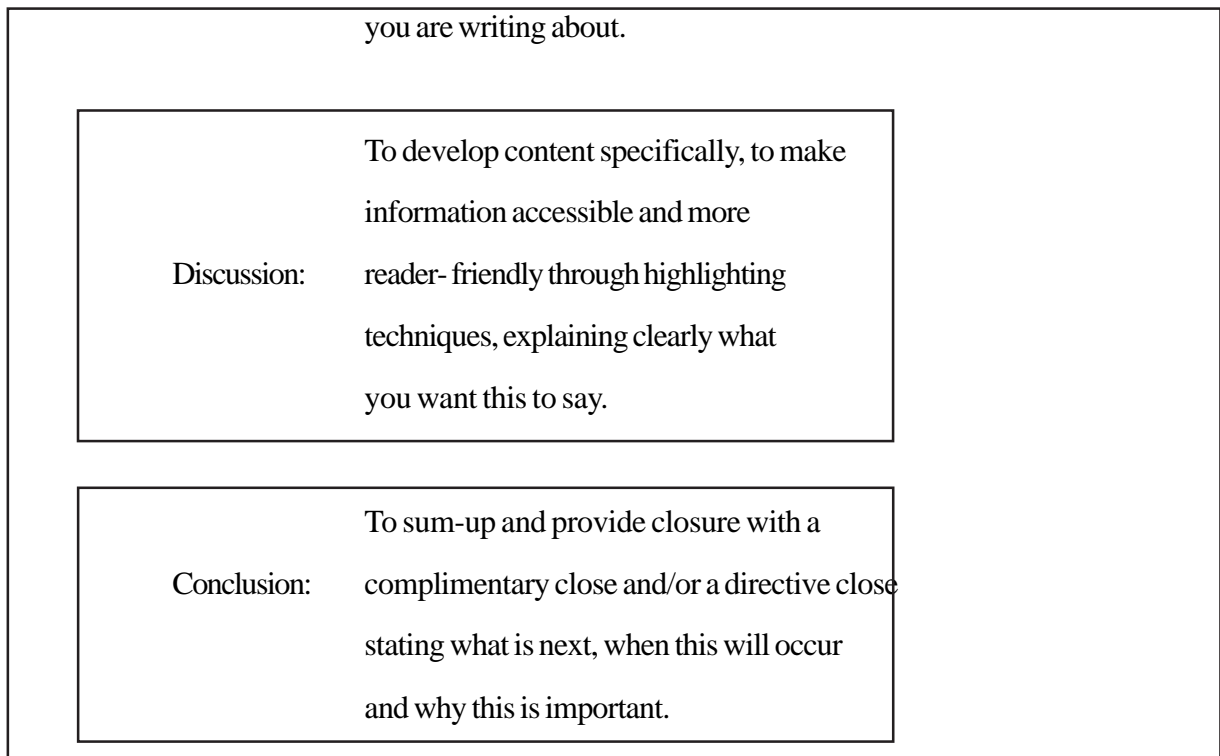 you are writing about.
To develop content specifically, to make
information accessible and more
Discussion: reader- friendly through highlighting
techniques, explaining clearly what
you want this to say.
To sum-up and provide closure with a
Conclusion: complimentary close and/or a directive close
stating what is next, when this will occur
and why this is important.